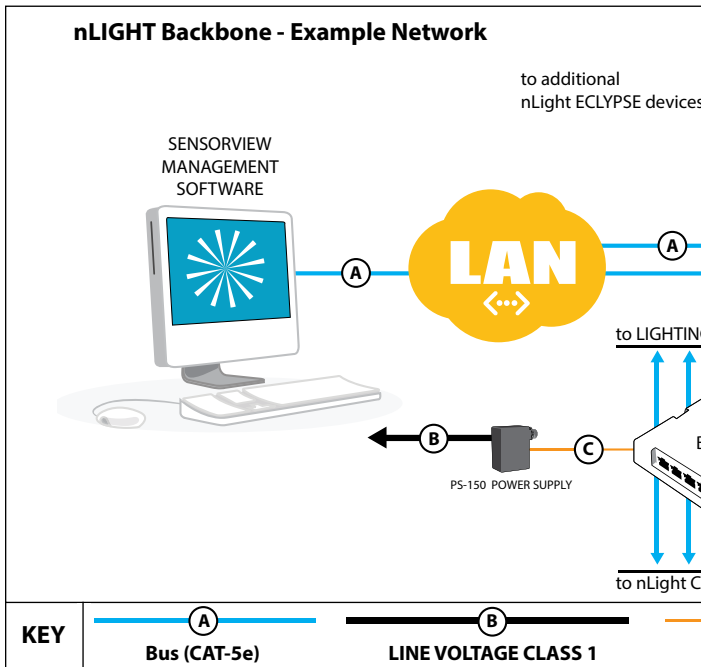 nLIGHT Backbone - Example Network
to additional
nLight ECLYPSE devices
SENSORVIEW
MANAGEMENT
SOFTWARE
A
LAN
A
to LIGHTING
B
C
PS-150 POWER SUPPLY
to nLight C
KEY
A
Bus (CAT-5e)
B
LINE VOLTAGE CLASS 1